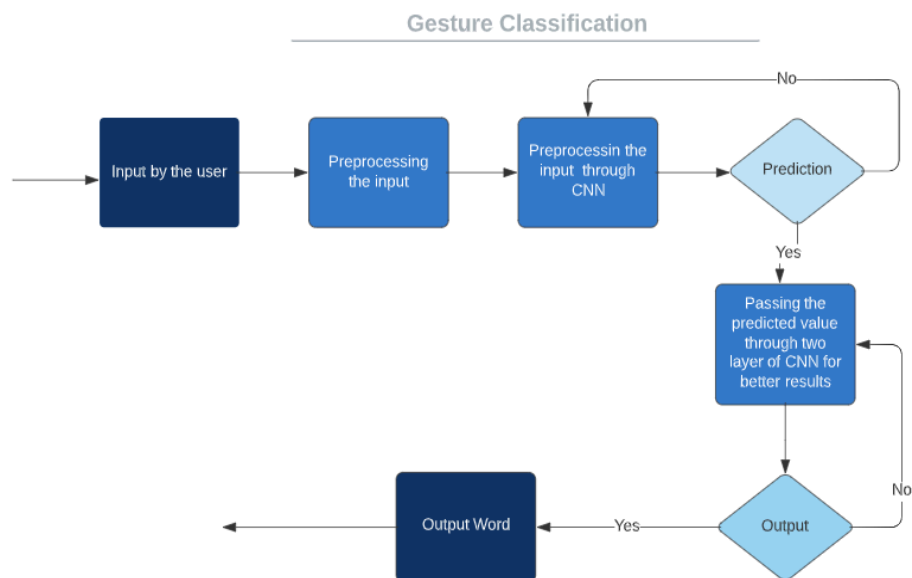 Gesture Classification
No
Input by the user
Preprocessing
the input
Preprocessin the
input through
CNN
Prediction
Yes
Passing the
predicted value
through two
layer of CNN for
better results
No
Output Word
Yes
Output